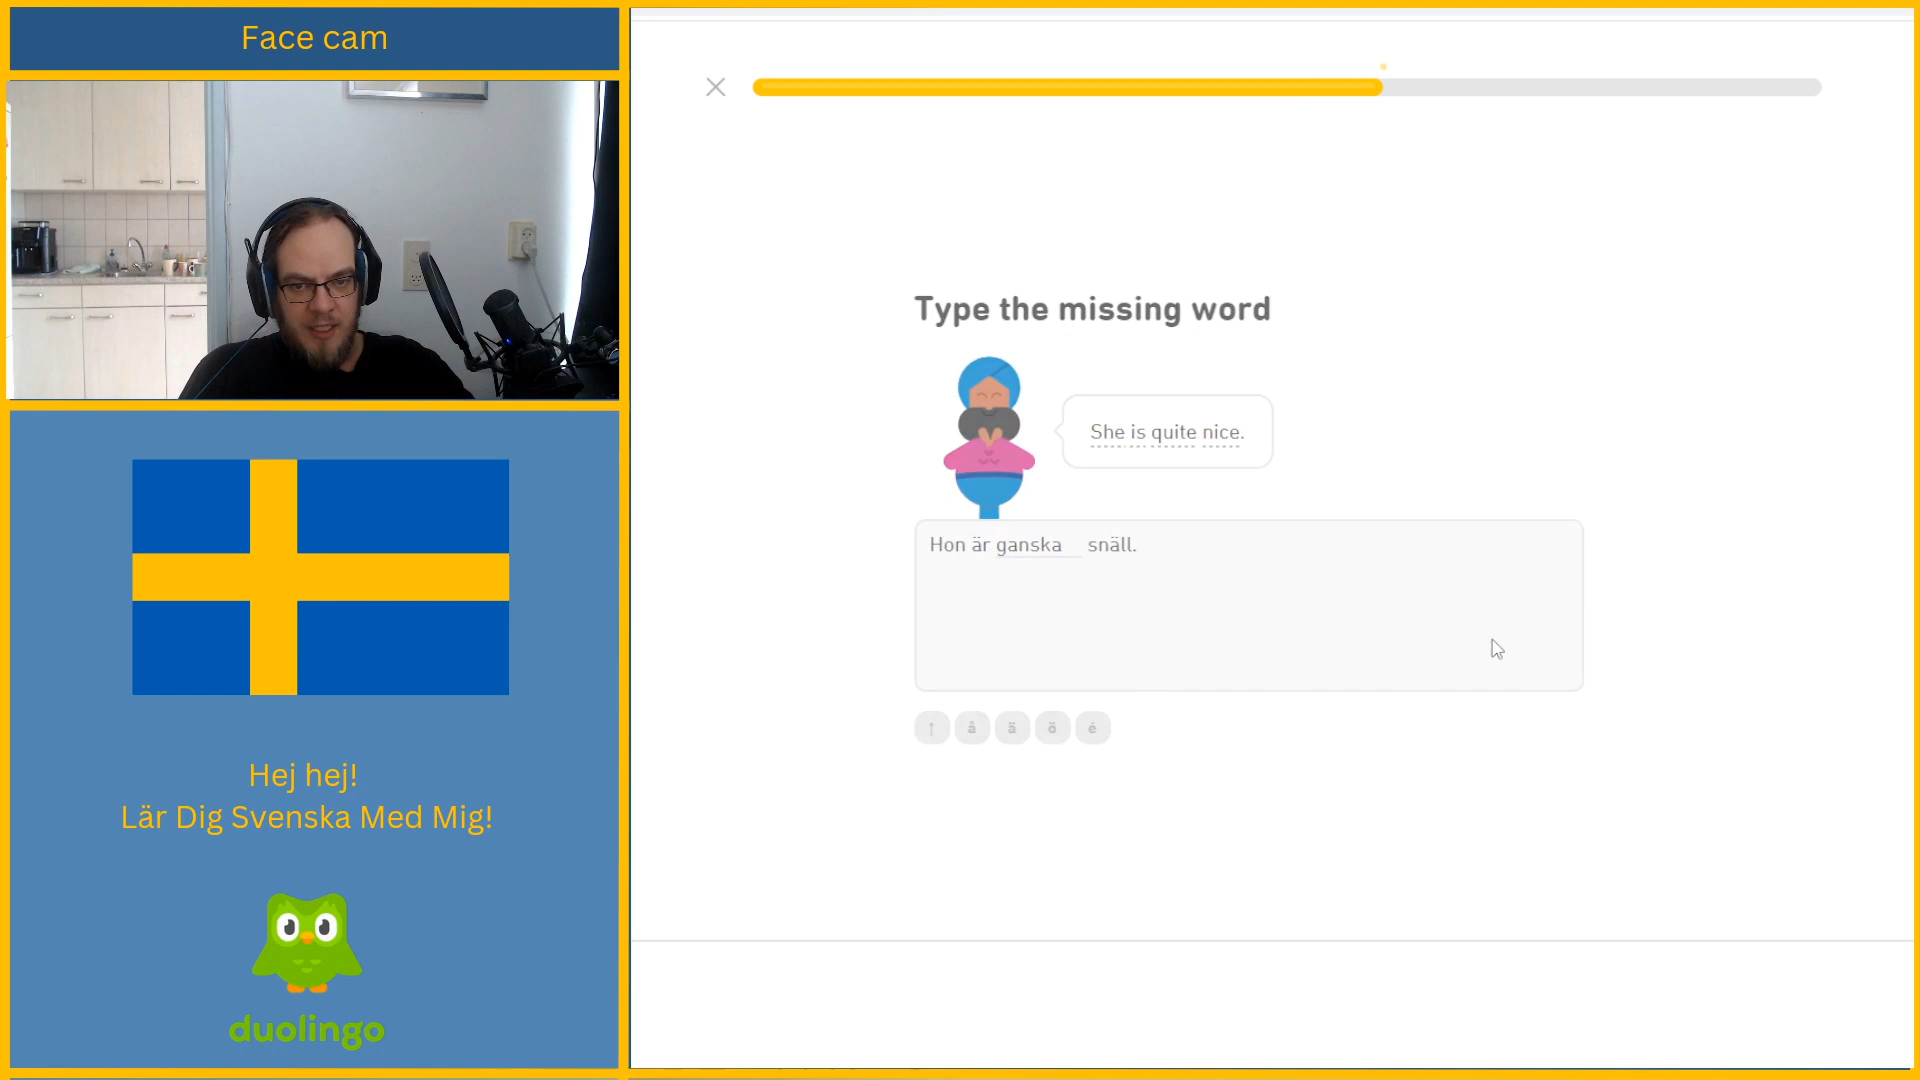 Face cam
Hej hej!
Lär Dig Svenska Med Mig!
duolingo
Type the missing word
She is quite nice.
Hon är ganska snäll.
↑ å ä ö é